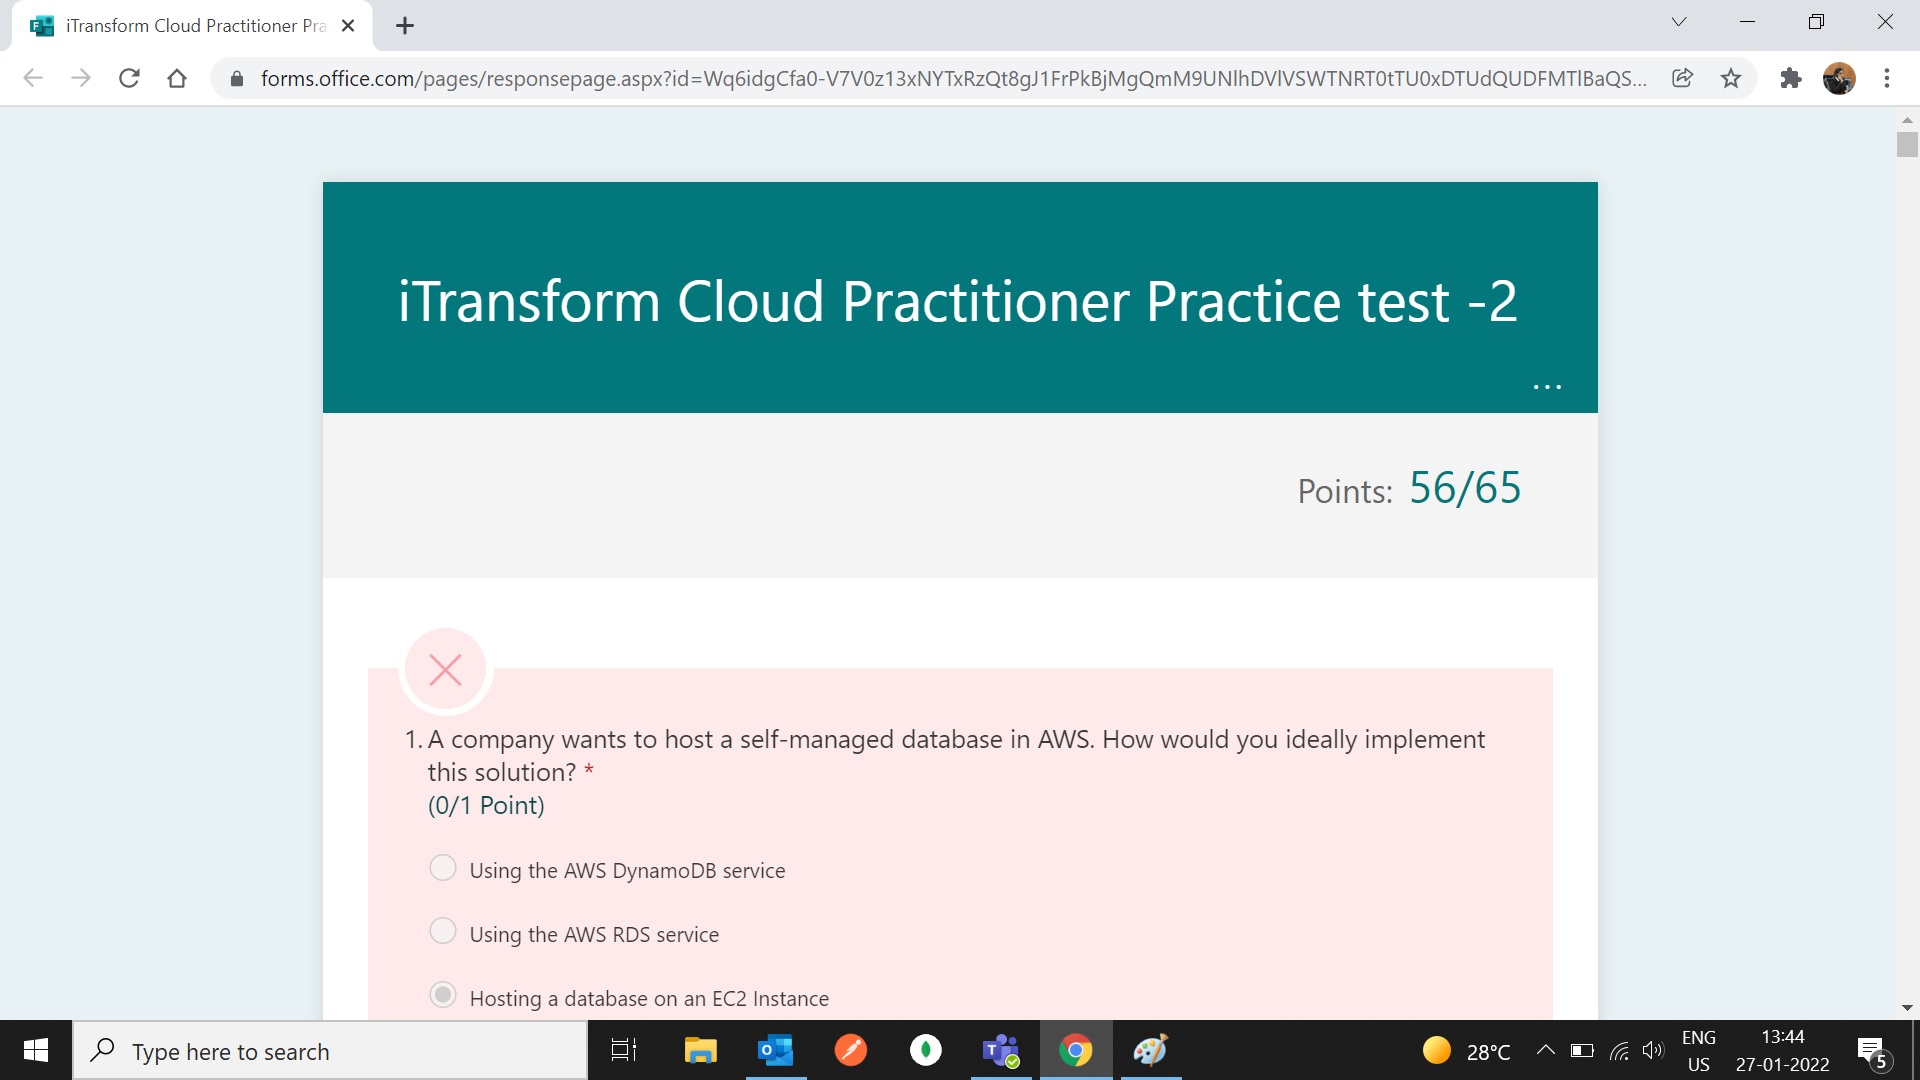 iTransform Cloud Practitioner Pra
forms.office.com/pages/responsepage.aspx?id=Wq6idgCfa0-V7V0z13xNYTxRzQt8gJ1FrPkBjMgQmM9UNlhDVlVSWTNRT0tTU0xDTUdQUDFMTlBaQS...
iTransform Cloud Practitioner Practice test -2
...
Points: 56/65
1. A company wants to host a self-managed database in AWS. How would you ideally implement
this solution? *
(0/1 Point)
Using the AWS DynamoDB service
Using the AWS RDS service
Hosting a database on an EC2 Instance
Type here to search
28°C
ENG
US
13:44
27-01-2022
5